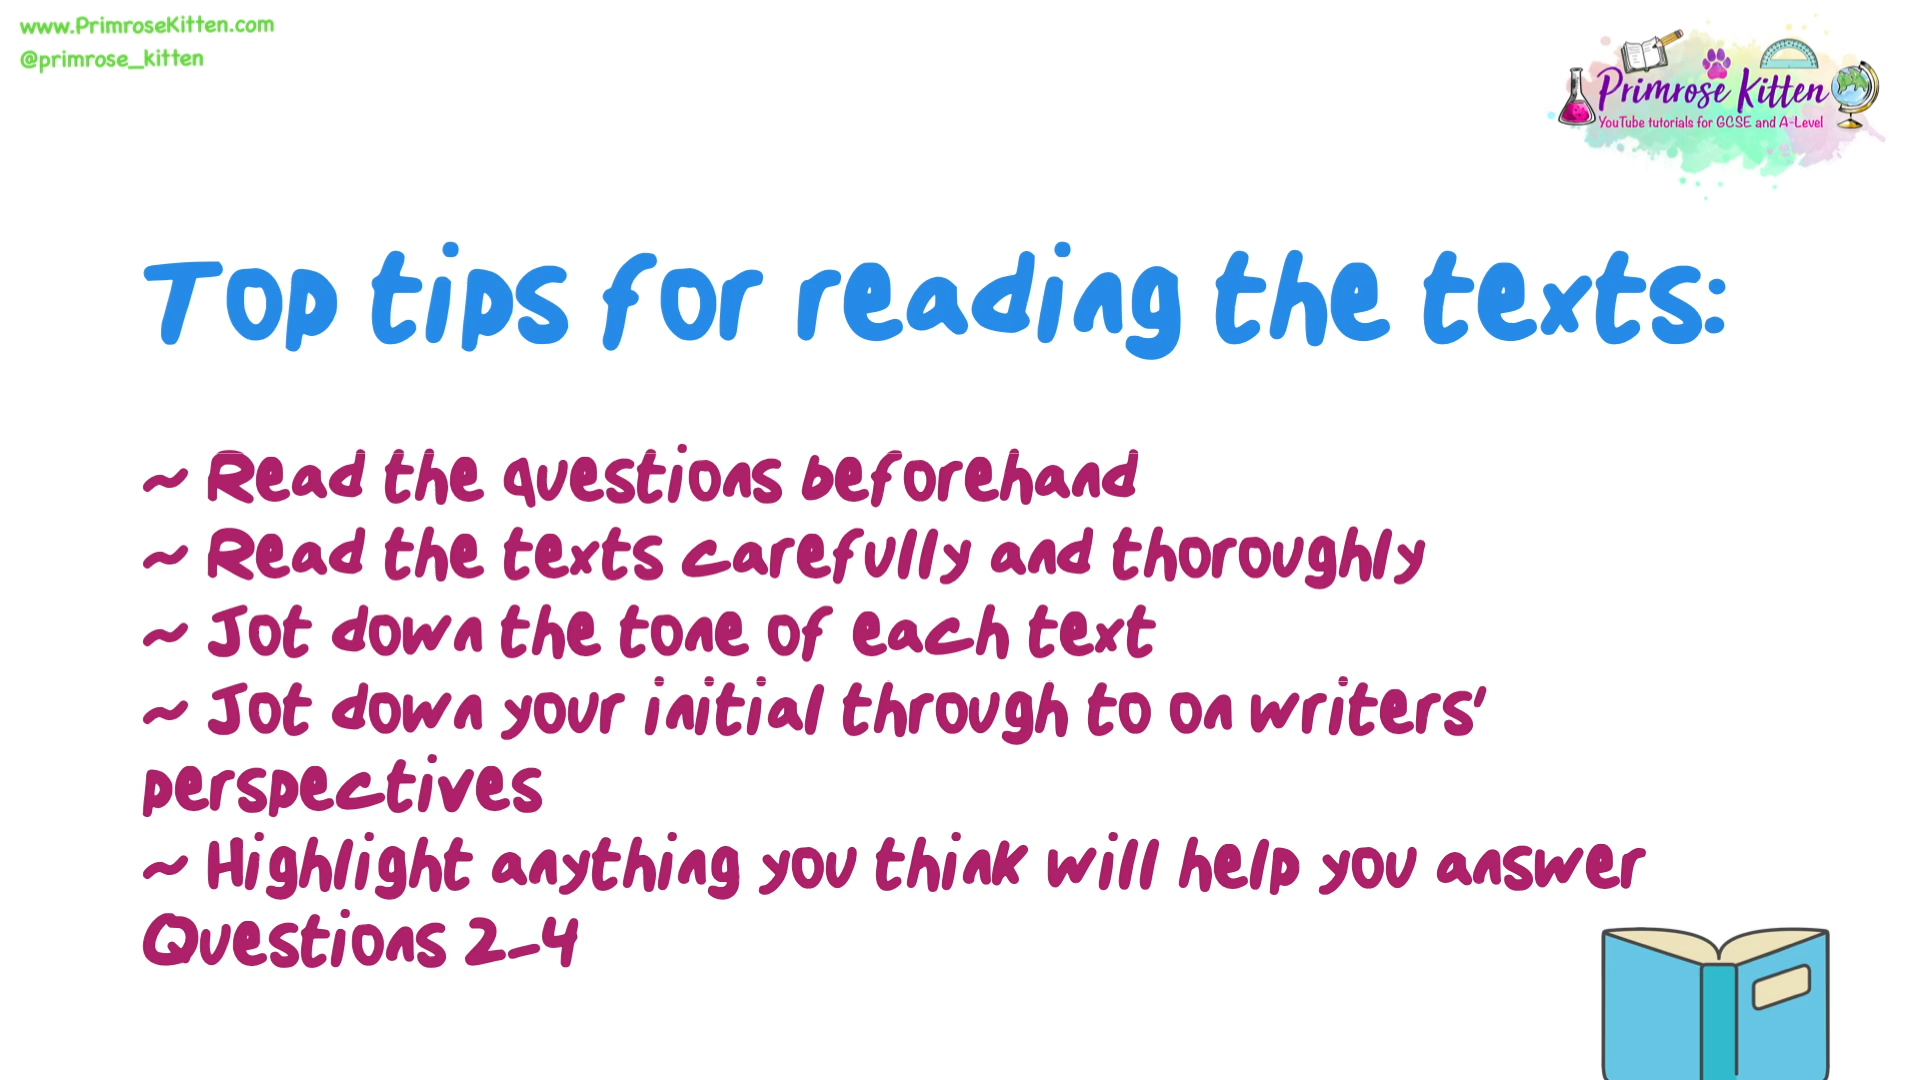 www.PrimroseKitten.com
@primrose_kitten
Primrose Kitten
YouTube tutorials for GCSE and A-Level
Top tips for reading the texts:
~ Read the questions beforehand
~ Read the texts carefully and thoroughly
~ Jot down the tone of each text
~ Jot down your initial through to on writers'
perspectives
~ Highlight anything you think will help you answer
Questions 2-4